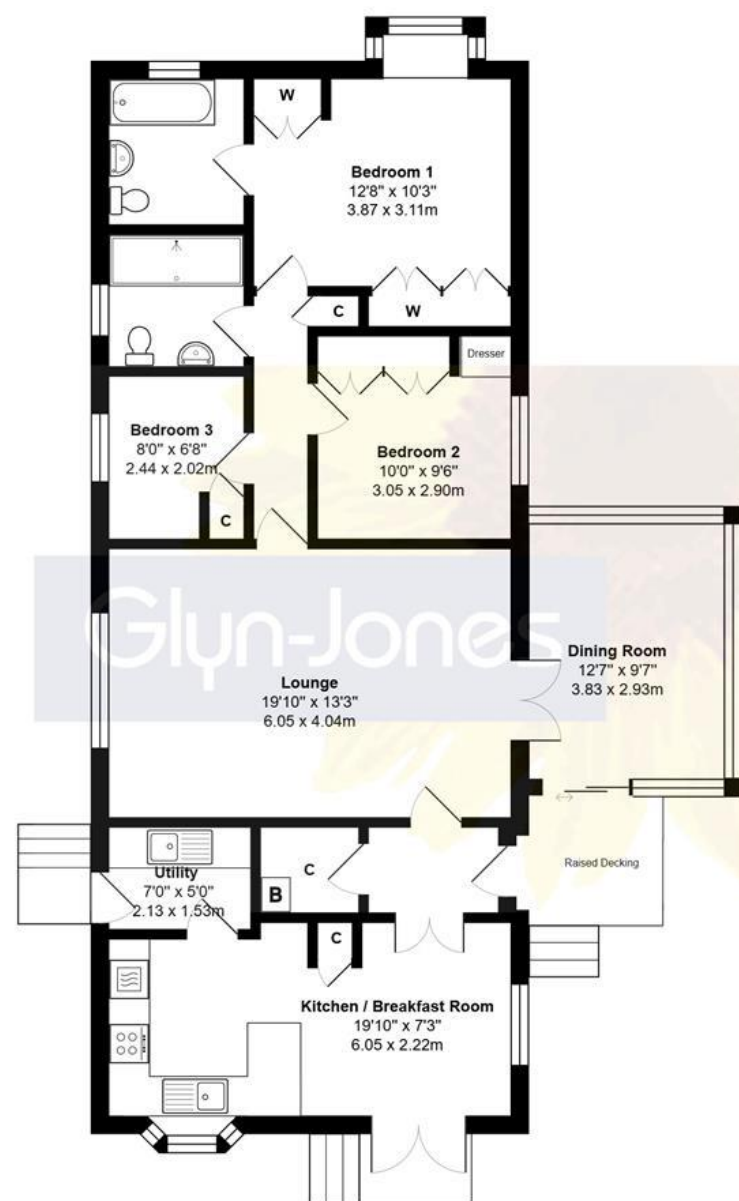 W
Bedroom 1
12'8" x 10'3"
3.87 x 3.11m
C
W
Dresser
Bedroom 3
8'0" x 6'8"
2.44 x 2.02m
C
Bedroom 2
10'0" x 9'6"
3.05 x 2.90m
Glyn-Jones
Lounge
19'10" x 13'3"
6.05 x 4.04m
Dining Room
12'7" x 9'7"
3.83 x 2.93m
Raised Decking
Utility
7'0" x 5'0"
2.13 x 1.53m
C
B
C
Kitchen / Breakfast Room
19'10" x 7'3"
6.05 x 2.22m